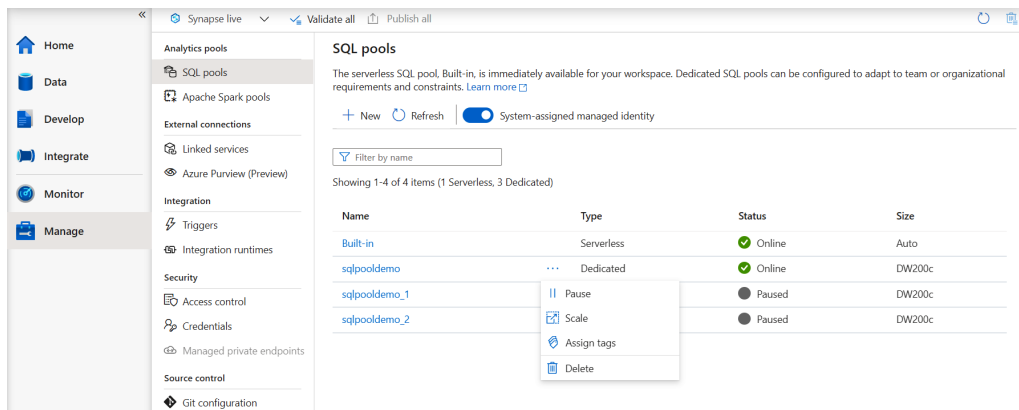 «
Synapse live
Validate all
Publish all
Home
Data
Develop
Integrate
Monitor
Manage
Analytics pools
SQL pools
Apache Spark pools
External connections
Linked services
Azure Purview (Preview)
Integration
Triggers
Integration runtimes
Security
Access control
Credentials
Managed private endpoints
Source control
Git configuration
SQL pools
The serverless SQL pool, Built-in, is immediately available for your workspace. Dedicated SQL pools can be configured to adapt to team or organizational
requirements and constraints. Learn more
New Refresh System-assigned managed identity
Filter by name
Showing 1-4 of 4 items (1 Serverless, 3 Dedicated)
Name Type Status Size
Built-in Serverless Online Auto
sqlpooldemo ... Dedicated Online DW200c
sqlpooldemo_1 Paused DW200c
sqlpooldemo_2 Paused DW200c
Pause
Scale
Assign tags
Delete